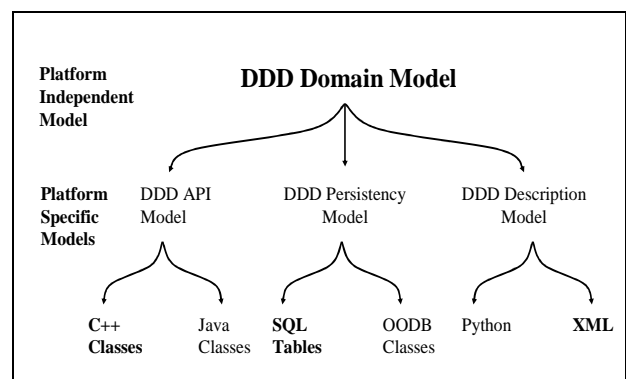 Platform
Independent
Model
DDD Domain Model
Platform
Specific
Models
DDD API
Model
DDD Persistency
Model
DDD Description
Model
C++
Classes
Java
Classes
SQL
Tables
OODB
Classes
Python
XML